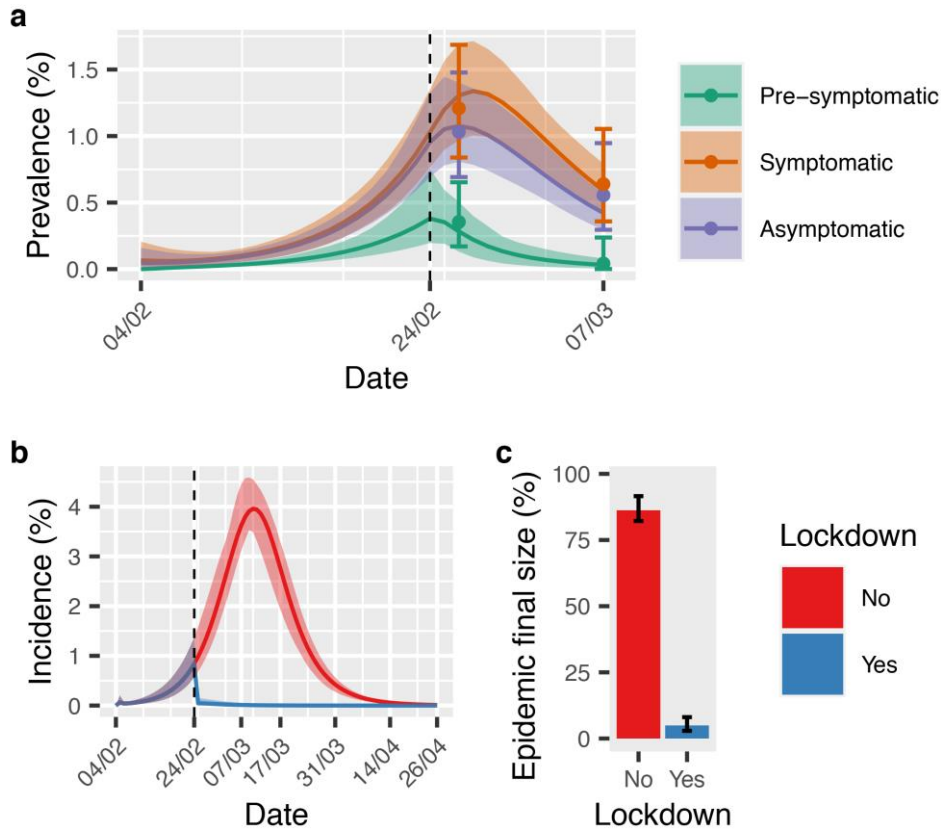 a
Prevalence (%)
1.5
1.0
0.5
0.0
04/02
24/02
07/03
Date
Pre−symptomatic
Symptomatic
Asymptomatic
b
Incidence (%)
4
3
2
1
0
04/02
24/02
07/03
17/03
31/03
14/04
26/04
Date
c
Epidemic final size (%)
100
75
50
25
0
No
Yes
Lockdown
Lockdown
No
Yes